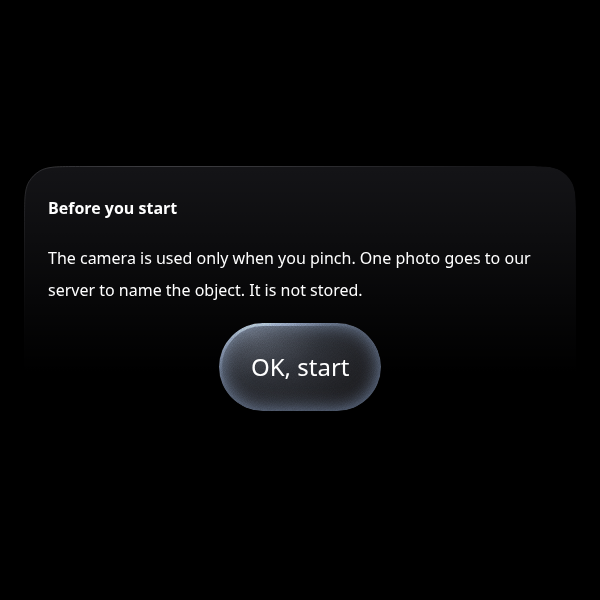 Before you start
The camera is used only when you pinch. One photo goes to our
server to name the object. It is not stored.
OK, start